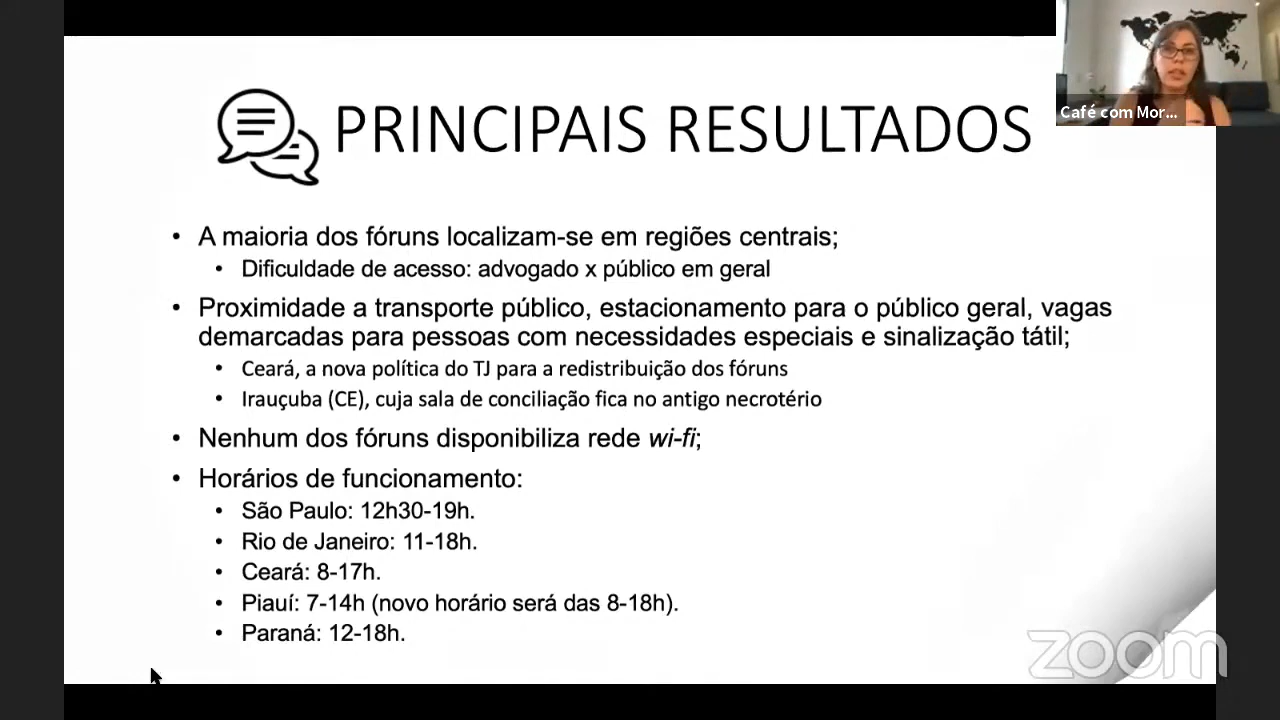 PRINCIPAIS RESULTADOS
Café com Mor...
• A maioria dos fóruns localizam-se em regiões centrais;
• Dificuldade de acesso: advogado x público em geral
• Proximidade a transporte público, estacionamento para o público geral, vagas
demarcadas para pessoas com necessidades especiais e sinalização tátil;
• Ceará, a nova política do TJ para a redistribuição dos fóruns
• Irauçuba (CE), cuja sala de conciliação fica no antigo necrotério
• Nenhum dos fóruns disponibiliza rede wi-fi;
• Horários de funcionamento:
• São Paulo: 12h30-19h.
• Rio de Janeiro: 11-18h.
• Ceará: 8-17h.
• Piauí: 7-14h (novo horário será das 8-18h).
• Paraná: 12-18h.
zoom